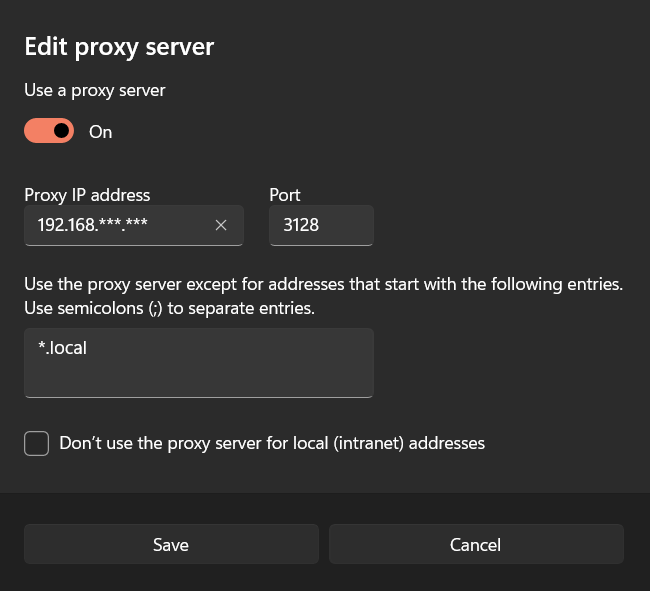 Edit proxy server
Use a proxy server
On
Proxy IP address
Port
192.168.***.***
3128
Use the proxy server except for addresses that start with the following entries.
Use semicolons (;) to separate entries.
*.local
Don’t use the proxy server for local (intranet) addresses
Save
Cancel